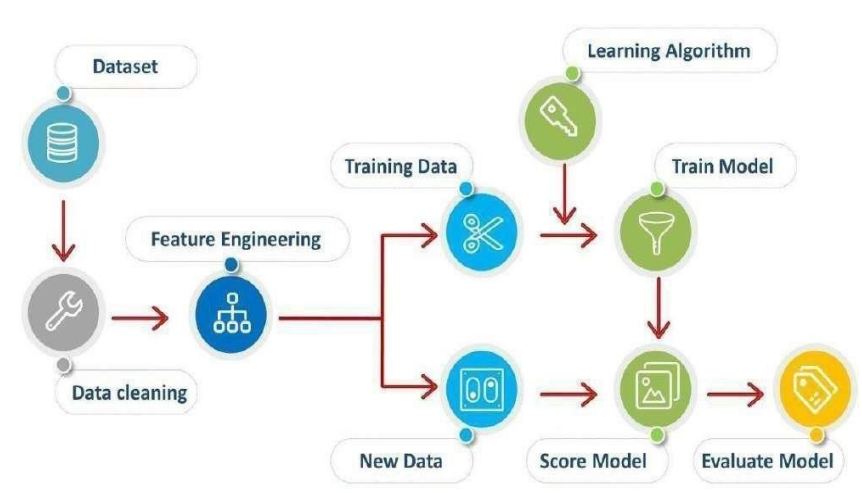 Learning Algorithm
Dataset
Training Data
Train Model
Feature Engineering
Data cleaning
New Data
Score Model
Evaluate Model